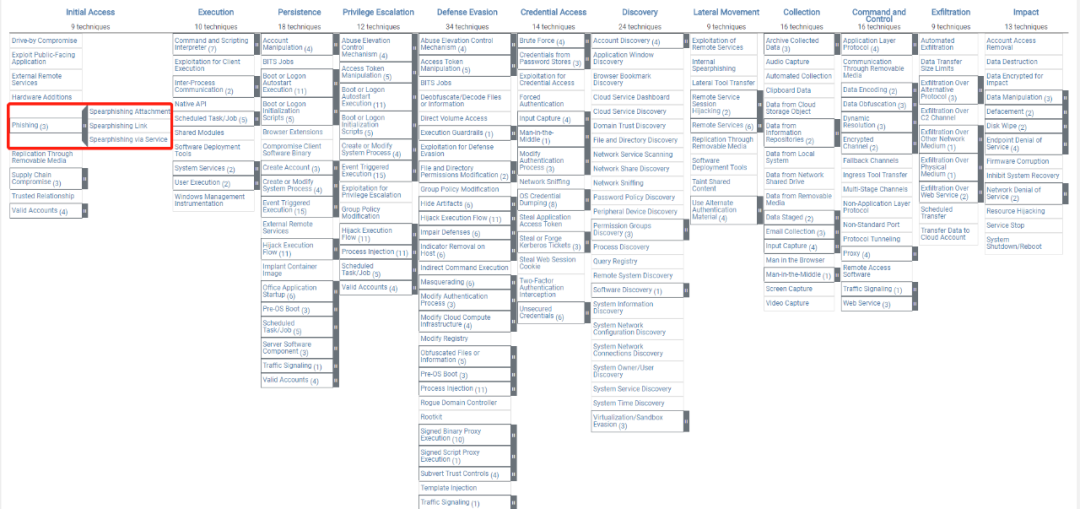 Initial Access
9 techniques
Drive-by Compromise
Exploit Public-Facing
Application
External Remote
Services
Hardware Additions
Phishing (3)
Spearphishing Attachment
Spearphishing Link
Spearphishing via Service
Replication Through
Removable Media
Supply Chain
Compromise (3)
Trusted Relationship
Valid Accounts (4)
Execution
10 techniques
Command and Scripting
Interpreter (7)
Exploitation for Client
Execution
Inter-Process
Communication (2)
Native API
Scheduled Task/Job (5)
Shared Modules
Software Deployment
Tools
System Services (2)
User Execution (2)
Windows Management
Instrumentation
Persistence
18 techniques
Account
Manipulation (4)
BITS Jobs
Boot or Logon
Autostart
Execution (11)
Boot or Logon
Initialization
Scripts (5)
Browser Extensions
Compromise Client
Software Binary
Create Account (3)
Create or Modify
System Process (4)
Event Triggered
Execution (15)
External Remote
Services
Hijack Execution
Flow (11)
Implant Container
Image
Office Application
Startup (6)
Pre-OS Boot (3)
Scheduled
Task/Job (5)
Server Software
Component (3)
Traffic Signaling (1)
Valid Accounts (4)
Privilege Escalation
12 techniques
Abuse Elevation
Control
Mechanism (4)
Access Token
Manipulation (5)
Boot or Logon
Autostart
Execution (11)
Boot or Logon
Initialization
Scripts (5)
Create or Modify
System Process (4)
Event Triggered
Execution (15)
Exploitation for
Privilege Escalation
Group Policy
Modification
Hijack Execution
Flow (11)
Process Injection (11)
Scheduled
Task/Job (5)
Valid Accounts (4)
Defense Evasion
34 techniques
Abuse Elevation Control
Mechanism (4)
Access Token
Manipulation (5)
BITS Jobs
Deobfuscate/Decode Files
or Information
Direct Volume Access
Execution Guardrails (1)
Exploitation for Defense
Evasion
File and Directory
Permissions Modification (2)
Group Policy Modification
Hide Artifacts (6)
Hijack Execution Flow (11)
Impair Defenses (6)
Indicator Removal on
Host (6)
Indirect Command Execution
Masquerading (6)
Modify Authentication
Process (3)
Modify Cloud Compute
Infrastructure (4)
Modify Registry
Obfuscated Files or
Information (5)
Pre-OS Boot (3)
Process Injection (11)
Rogue Domain Controller
Rootkit
Signed Binary Proxy
Execution (10)
Signed Script Proxy
Execution (1)
Subvert Trust Controls (4)
Template Injection
Traffic Signaling (1)
Credential Access
14 techniques
Brute Force (4)
Credentials from
Password Stores (3)
Exploitation for
Credential Access
Forced
Authentication
Input Capture (4)
Man-in-the-
Middle (1)
Modify
Authentication
Process (3)
Network Sniffing
OS Credential
Dumping (8)
Steal Application
Access Token
Steal or Forge
Kerberos Tickets (3)
Steal Web Session
Cookie
Two-Factor
Authentication
Interception
Unsecured
Credentials (6)
Discovery
24 techniques
Account Discovery (4)
Application Window
Discovery
Browser Bookmark
Discovery
Cloud Service Dashboard
Cloud Service Discovery
Domain Trust Discovery
File and Directory Discovery
Network Service Scanning
Network Share Discovery
Network Sniffing
Password Policy Discovery
Peripheral Device Discovery
Permission Groups
Discovery (3)
Process Discovery
Query Registry
Remote System Discovery
Software Discovery (1)
System Information
Discovery
System Network
Configuration Discovery
System Network
Connections Discovery
System Owner/User
Discovery
System Service Discovery
System Time Discovery
Virtualization/Sandbox
Evasion (3)
Lateral Movement
9 techniques
Exploitation of
Remote Services
Internal
Spearphishing
Lateral Tool Transfer
Remote Service
Session
Hijacking (2)
Remote Services (6)
Replication Through
Removable Media
Software
Deployment Tools
Taint Shared
Content
Use Alternate
Authentication
Material (4)
Collection
16 techniques
Archive Collected
Data (3)
Audio Capture
Automated Collection
Clipboard Data
Data from Cloud
Storage Object
Data from
Information
Repositories (2)
Data from Local
System
Data from Network
Shared Drive
Data from Removable
Media
Data Staged (2)
Email Collection (3)
Input Capture (4)
Man in the Browser
Man-in-the-Middle (1)
Screen Capture
Video Capture
Command and
Control
16 techniques
Application Layer
Protocol (4)
Communication
Through Removable
Media
Data Encoding (2)
Data Obfuscation (3)
Dynamic
Resolution (3)
Encrypted
Channel (2)
Fallback Channels
Ingress Tool Transfer
Multi-Stage Channels
Non-Application Layer
Protocol
Non-Standard Port
Protocol Tunneling
Proxy (4)
Remote Access
Software
Traffic Signaling (1)
Web Service (3)
Exfiltration
9 techniques
Automated
Exfiltration
Data Transfer
Size Limits
Exfiltration Over
Alternative
Protocol (3)
Exfiltration Over
C2 Channel
Exfiltration Over
Other Network
Medium (1)
Exfiltration Over
Physical
Medium (1)
Exfiltration Over
Web Service (2)
Scheduled
Transfer
Transfer Data to
Cloud Account
Impact
13 techniques
Account Access
Removal
Data Destruction
Data Encrypted for
Impact
Data Manipulation (3)
Defacement (2)
Disk Wipe (2)
Endpoint Denial of
Service (4)
Firmware Corruption
Inhibit System Recovery
Network Denial of
Service (2)
Resource Hijacking
Service Stop
System
Shutdown/Reboot